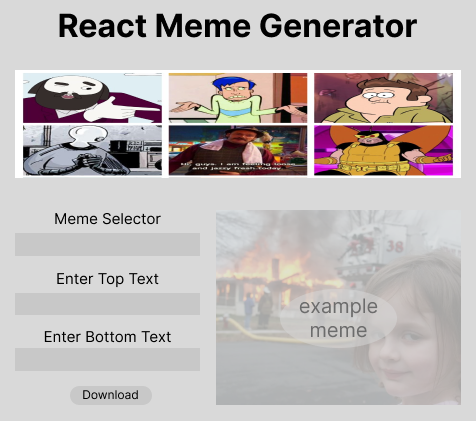 React Meme Generator
Hi, guys. I am feeling loose
and jazzy fresh today
Meme Selector
Enter Top Text
Enter Bottom Text
Download
38
example
meme